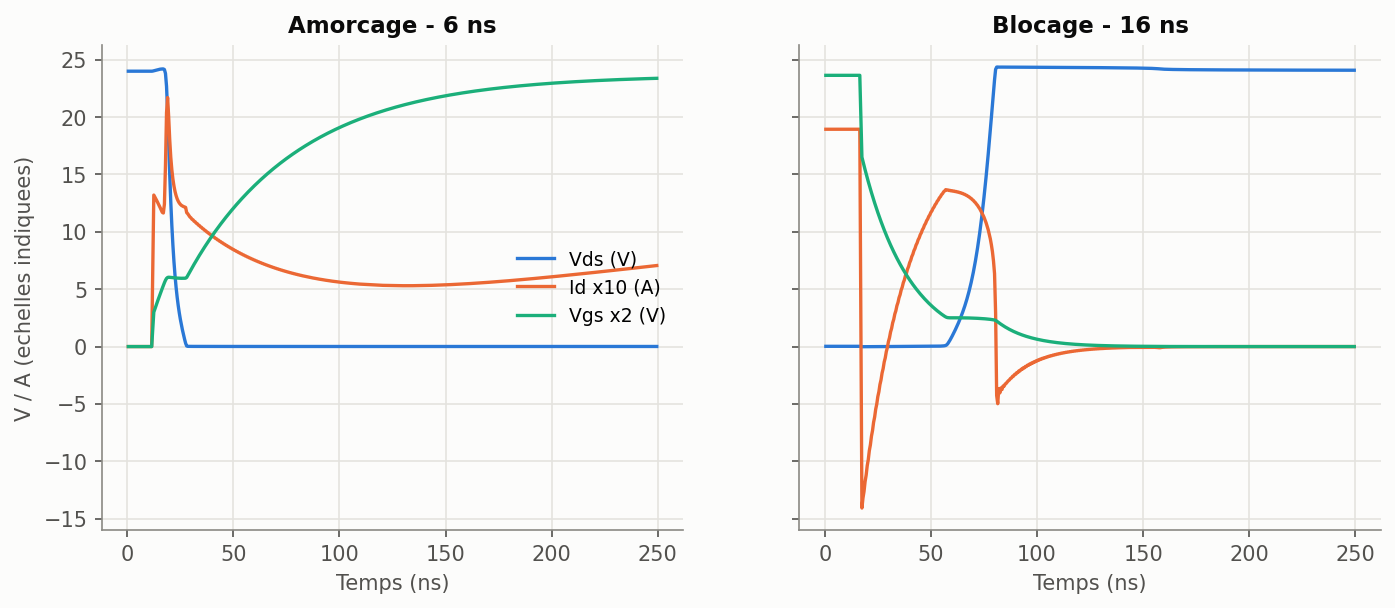 Amorcage - 6 ns
V / A (echelles indiquees)
25
20
15
10
5
0
−5
−10
−15
Vds (V)
Id x10 (A)
Vgs x2 (V)
0 50 100 150 200 250
Temps (ns)
Blocage - 16 ns
0 50 100 150 200 250
Temps (ns)